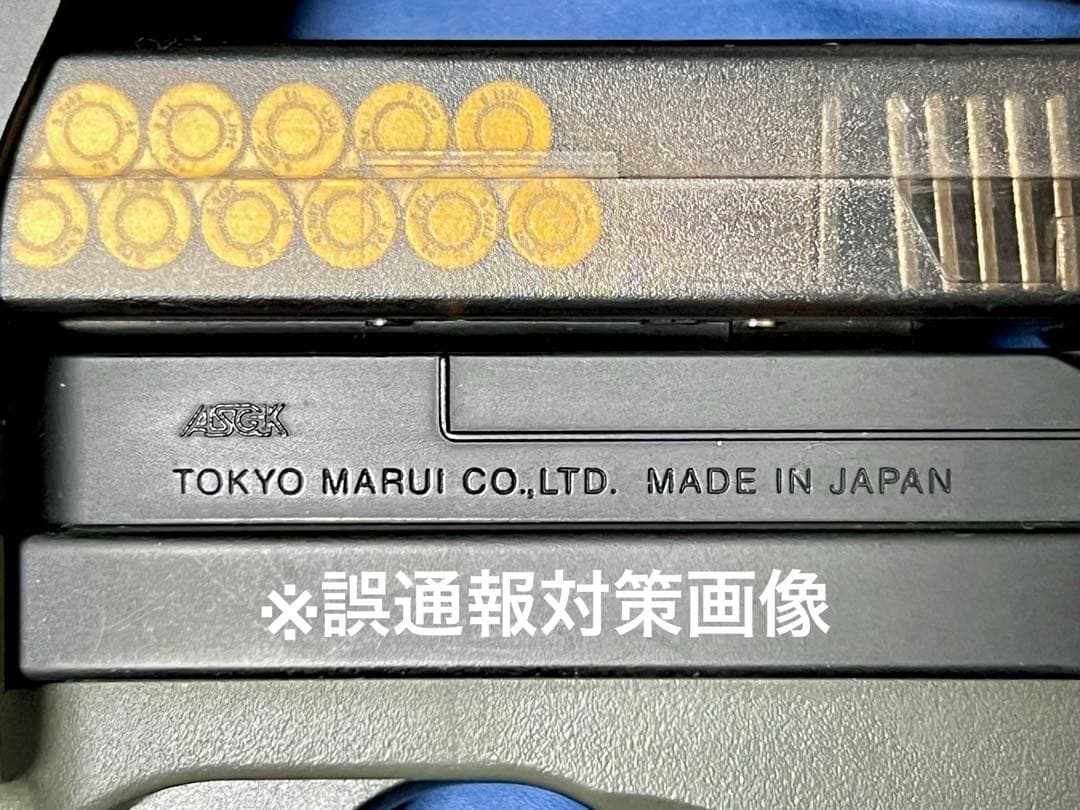 ASGK
TOKYO MARUI CO.,LTD. MADE IN JAPAN
※誤通報対策画像